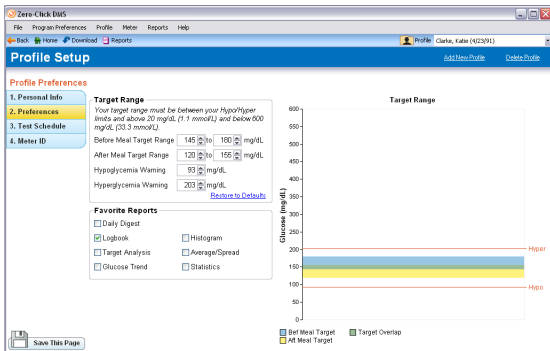 Zero-Click DMS
File Program Preferences Profile Meter Reports Help
Back Home Download Reports Profile Clarke, Katie (4/23/91)
Profile Setup Add New Profile Delete Profile
Profile Preferences
1. Personal Info
2. Preferences
3. Test Schedule
4. Meter ID
Target Range
Your target range must be between your Hypo/Hyper
limits and above 20 mg/dL (1.1 mmol/L) and below 600
mg/dL (33.3 mmol/L).
Before Meal Target Range 145 to 180 mg/dL
After Meal Target Range 120 to 155 mg/dL
Hypoglycemia Warning 93 mg/dL
Hyperglycemia Warning 203 mg/dL
Restore to Defaults
Favorite Reports
Daily Digest
Logbook Histogram
Target Analysis Average/Spread
Glucose Trend Statistics
Save This Page
Target Range
Glucose (mg/dL)
600
550
500
450
400
350
300
250
200
150
100
50
0
Hyper
Hypo
Bef Meal Target Target Overlap
Aft Meal Target